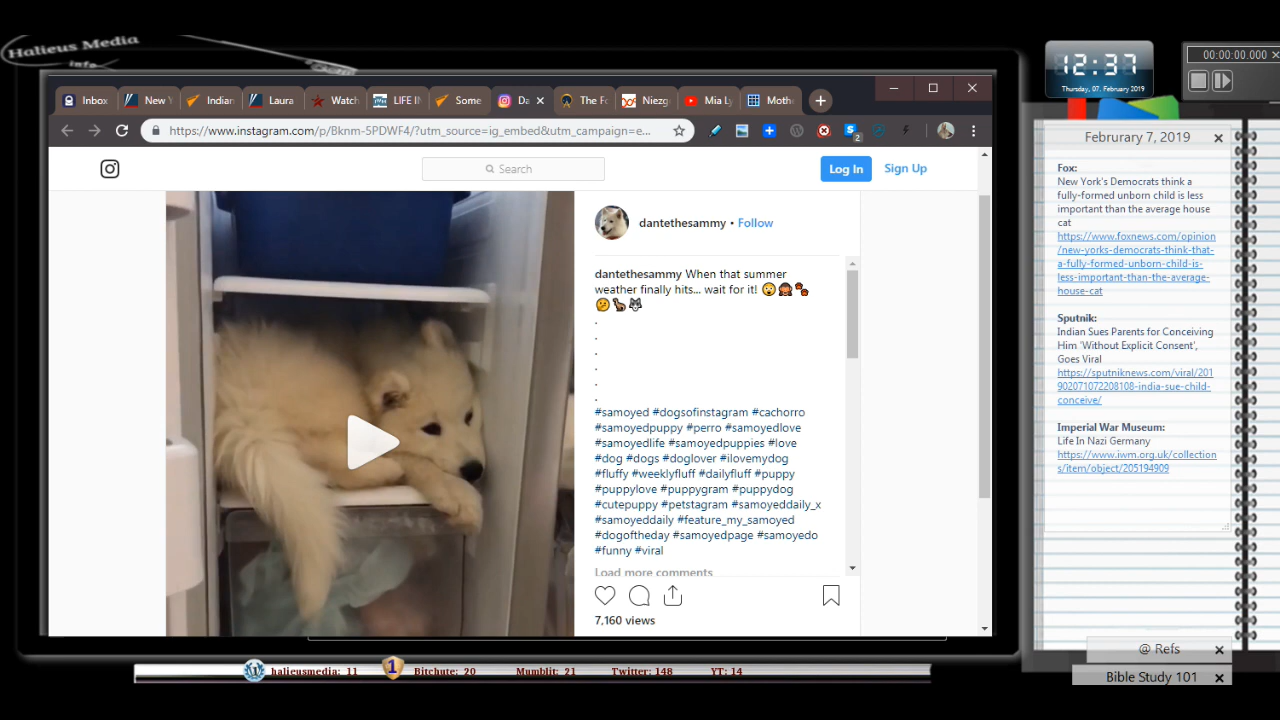 Halieus Media
info
Inbox
New Y
Indian
Laura
Watch
LIFE IN
Some
Da
The Fo
Niezg
Mia Ly
Moth
https://www.instagram.com/p/Bknm-5PDWF4/?utm_source=ig_embed&utm_campaign=e...
2
Search
Log In
Sign Up
dantethesammy • Follow
dantethesammy When that summer
weather finally hits... wait for it! 
.
.
.
.
.
.
#samoyed #dogsofinstagram #cachorro
#samoyedpuppy #perro #samoyedlove
#samoyedlife #samoyedpuppies #love
#dog #dogs #doglover #ilovemydog
#fluffy #weeklyfluff #dailyfluff #puppy
#puppylove #puppygram #puppydog
#cutepuppy #petstagram #samoyeddaily_x
#samoyeddaily #feature_my_samoyed
#dogoftheday #samoyedpage #samoyedo
#funny #viral
Load more comments
7,160 views
halieusmedia: 11
1
Bitchute: 20
Mumblit: 21
Twitter: 148
YT: 14
12:37
Thursday, 07. February 2019
00:00:00.000
Februrary 7, 2019
Fox:
New York's Democrats think a
fully-formed unborn child is less
important than the average house
cat
https://www.foxnews.com/opinion
/new-yorks-democrats-think-that-
a-fully-formed-unborn-child-is-
less-important-than-the-average-
house-cat
Sputnik:
Indian Sues Parents for Conceiving
Him 'Without Explicit Consent',
Goes Viral
https://sputniknews.com/viral/201
902071072208108-india-sue-child-
conceive/
Imperial War Museum:
Life In Nazi Germany
https://www.iwm.org.uk/collection
s/item/object/205194909
@ Refs
Bible Study 101